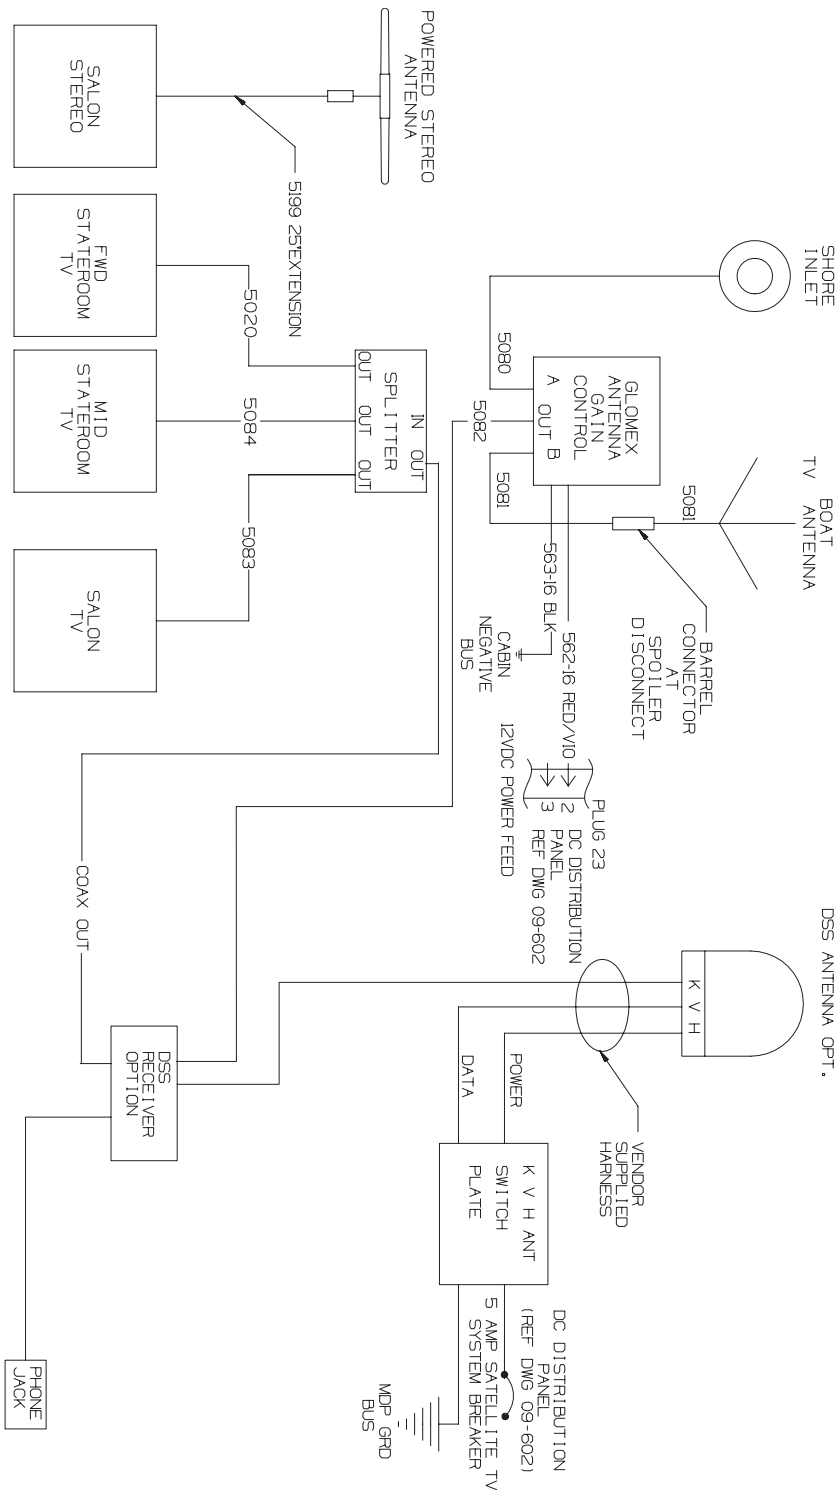 POWERED STEREO
ANTENNA
SALON
STEREO
5199 25'EXTENSION
SHORE
INLET
FWD
STATEROOM
TV
5020
MID
STATEROOM
TV
5084
SALON
TV
5083
IN OUT
SPLITTER
OUT OUT OUT
5080
5082
5081
GLOMEX
ANTENNA
GAIN
CONTROL
A OUT B
BOAT
TV ANTENNA
5081
BARREL
CONNECTOR
AT
SPOILER
DISCONNECT
563-16 BLK
562-16 RED/VIO
CABIN
NEGATIVE
BUS
PLUG 23
2
3
DC DISTRIBUTION
PANEL
REF DWG 09-602
12VDC POWER FEED
DSS ANTENNA OPT.
K V H
VENDOR
SUPPLIED
HARNESS
POWER
DATA
COAX OUT
DSS
RECEIVER
OPTION
K V H ANT
SWITCH
PLATE
DC DISTRIBUTION
PANEL
(REF DWG 09-602)
5 AMP SATELLITE TV
SYSTEM BREAKER
MDP GRD
BUS
PHONE
JACK